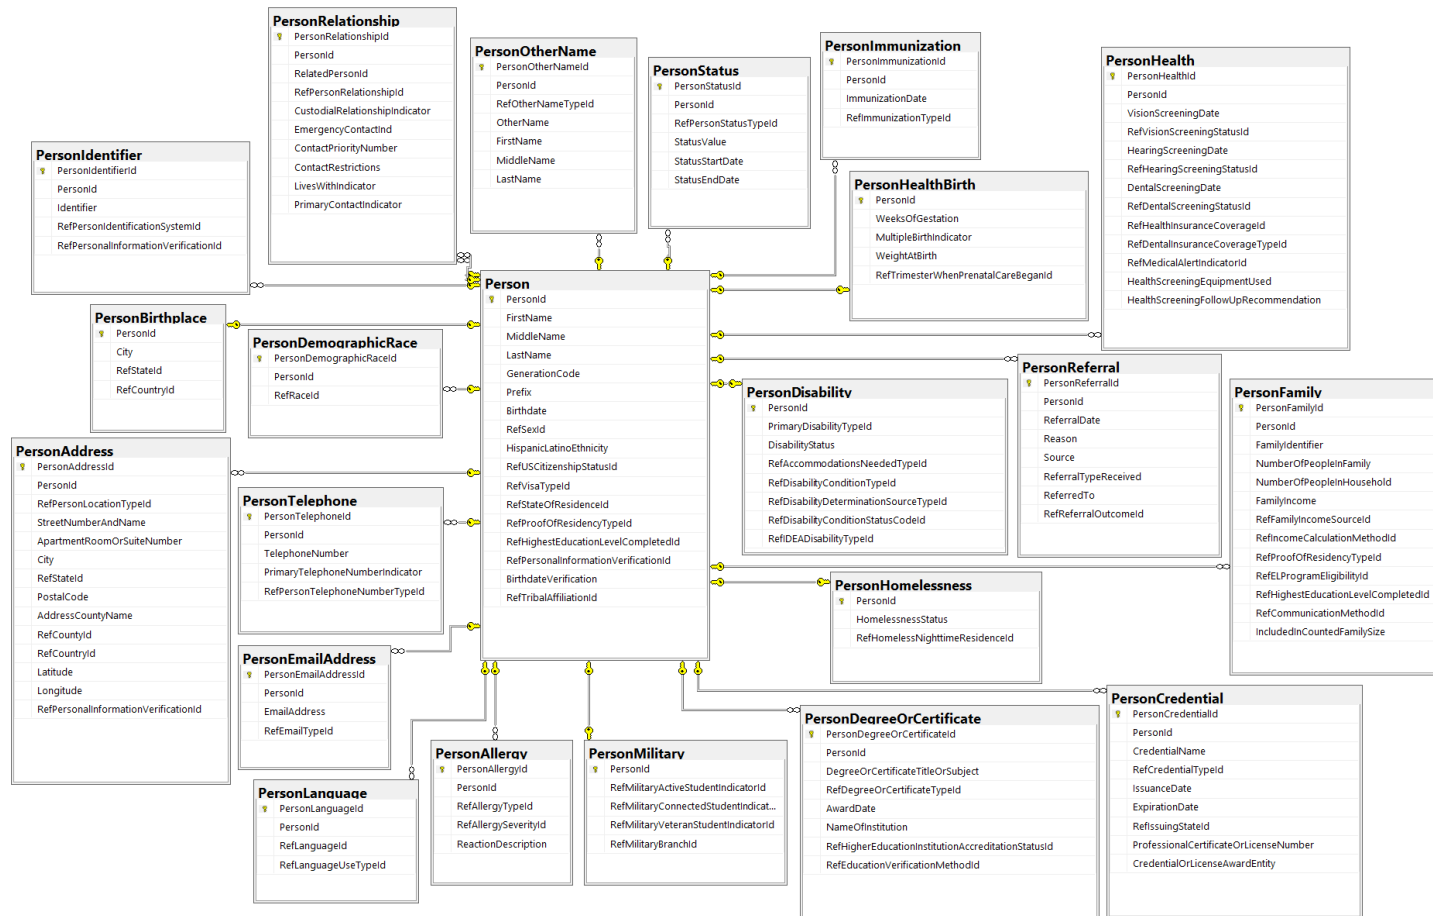 PersonRelationship
PersonRelationshipId
PersonId
RelatedPersonId
RefPersonRelationshipId
CustodialRelationshipIndicator
EmergencyContactInd
ContactPriorityNumber
ContactRestrictions
LivesWithIndicator
PrimaryContactIndicator
PersonOtherName
PersonOtherNameId
PersonId
RefOtherNameTypeId
OtherName
FirstName
MiddleName
LastName
PersonStatus
PersonStatusId
PersonId
RefPersonStatusTypeId
StatusValue
StatusStartDate
StatusEndDate
PersonImmunization
PersonImmunizationId
PersonId
ImmunizationDate
RefImmunizationTypeId
PersonHealth
PersonHealthId
PersonId
VisionScreeningDate
RefVisionScreeningStatusId
HearingScreeningDate
RefHearingScreeningStatusId
DentalScreeningDate
RefDentalScreeningStatusId
RefHealthInsuranceCoverageId
RefDentalInsuranceCoverageTypeId
RefMedicalAlertIndicatorId
HealthScreeningEquipmentUsed
HealthScreeningFollowUpRecommendation
PersonIdentifier
PersonIdentifierId
PersonId
Identifier
RefPersonIdentificationSystemId
RefPersonalInformationVerificationId
PersonHealthBirth
PersonId
WeeksOfGestation
MultipleBirthIndicator
WeightAtBirth
RefTrimesterWhenPrenatalCareBeganId
Person
PersonId
FirstName
MiddleName
LastName
GenerationCode
Prefix
Birthdate
RefSexId
HispanicLatinoEthnicity
RefUSCitizenshipStatusId
RefVisaTypeId
RefStateOfResidenceId
RefProofOfResidencyTypeId
RefHighestEducationLevelCompletedId
RefPersonalInformationVerificationId
BirthdateVerification
RefTribalAffiliationId
PersonBirthplace
PersonId
City
RefStateId
RefCountryId
PersonDemographicRace
PersonDemographicRaceId
PersonId
RefRaceId
PersonDisability
PersonId
PrimaryDisabilityTypeId
DisabilityStatus
RefAccommodationsNeededTypeId
RefDisabilityConditionTypeId
RefDisabilityDeterminationSourceTypeId
RefDisabilityConditionStatusCodeId
RefIDEADisabilityTypeId
PersonReferral
PersonReferralId
PersonId
ReferralDate
Reason
Source
ReferralTypeReceived
ReferredTo
RefReferralOutcomeId
PersonFamily
PersonFamilyId
PersonId
FamilyIdentifier
NumberOfPeopleInFamily
NumberOfPeopleInHousehold
FamilyIncome
RefFamilyIncomeSourceId
RefIncomeCalculationMethodId
RefProofOfResidencyTypeId
RefELProgramEligibilityId
RefHighestEducationLevelCompletedId
RefCommunicationMethodId
IncludedInCountedFamilySize
PersonAddress
PersonAddressId
PersonId
RefPersonLocationTypeId
StreetNumberAndName
ApartmentRoomOrSuiteNumber
City
RefStateId
PostalCode
AddressCountyName
RefCountyId
RefCountryId
Latitude
Longitude
RefPersonalInformationVerificationId
PersonTelephone
PersonTelephoneId
PersonId
TelephoneNumber
PrimaryTelephoneNumberIndicator
RefPersonTelephoneNumberTypeId
PersonHomelessness
PersonId
HomelessnessStatus
RefHomelessNighttimeResidenceId
PersonEmailAddress
PersonEmailAddressId
PersonId
EmailAddress
RefEmailTypeId
PersonLanguage
PersonLanguageId
PersonId
RefLanguageId
RefLanguageUseTypeId
PersonAllergy
PersonAllergyId
PersonId
RefAllergyTypeId
RefAllergySeverityId
ReactionDescription
PersonMilitary
PersonId
RefMilitaryActiveStudentIndicatorId
RefMilitaryConnectedStudentIndicat...
RefMilitaryVeteranStudentIndicatorId
RefMilitaryBranchId
PersonDegreeOrCertificate
PersonDegreeOrCertificateId
PersonId
DegreeOrCertificateTitleOrSubject
RefDegreeOrCertificateTypeId
AwardDate
NameOfInstitution
RefHigherEducationInstitutionAccreditationStatusId
RefEducationVerificationMethodId
PersonCredential
PersonCredentialId
PersonId
CredentialName
RefCredentialTypeId
IssuanceDate
ExpirationDate
RefIssuingStateId
ProfessionalCertificateOrLicenseNumber
CredentialOrLicenseAwardEntity